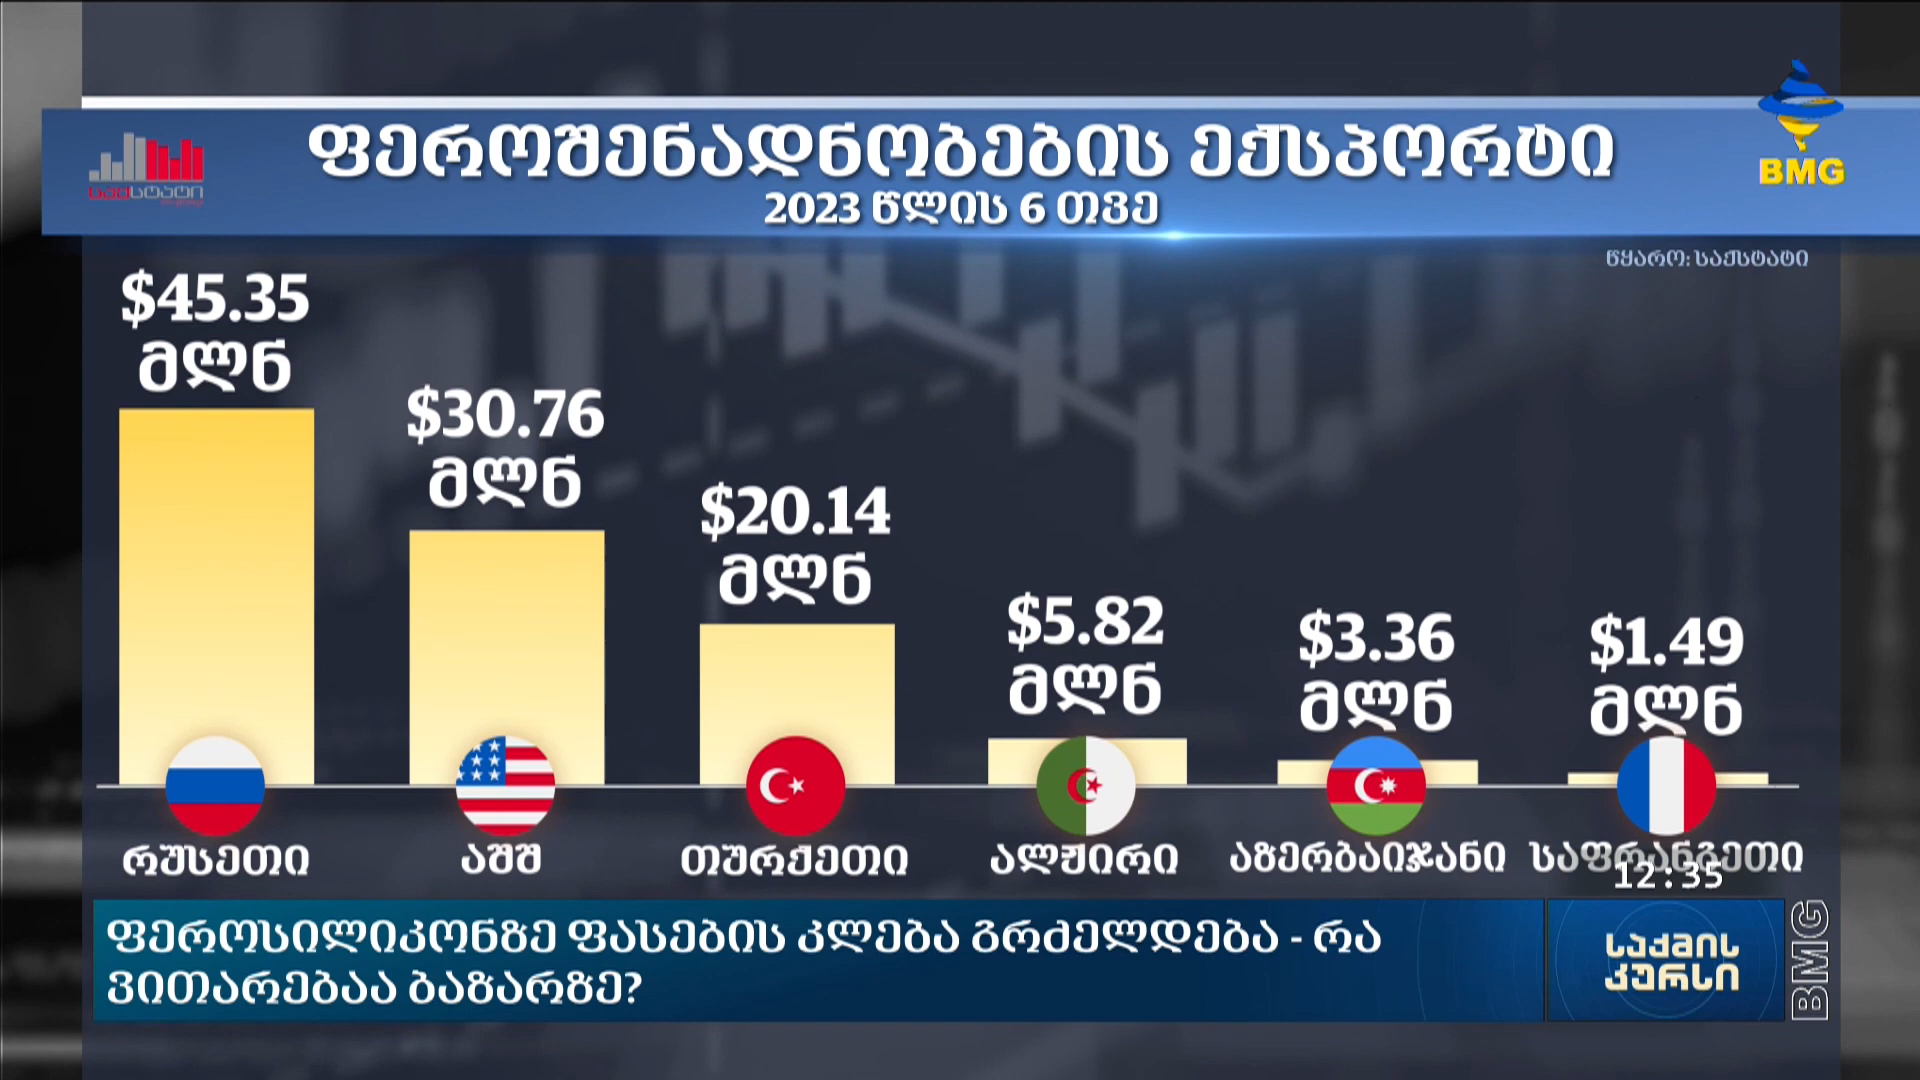 ფეროშენადნობების ექსპორტი
2023 წლის 6 თვე
საქსტატი
BMG
წყარო: საქსტატი
$45.35
მლნ
$30.76
მლნ
$20.14
მლნ
$5.82
მლნ
$3.36
მლნ
$1.49
მლნ
რუსეთი
აშშ
თურქეთი
ალჟირი
აზერბაიჯანი
საფრანგეთი
12:35
ფეროსილიკონზე ფასების კლება გრძელდება - რა
ვითარებაა ბაზარზე?
საქმის
კურსი
BMG